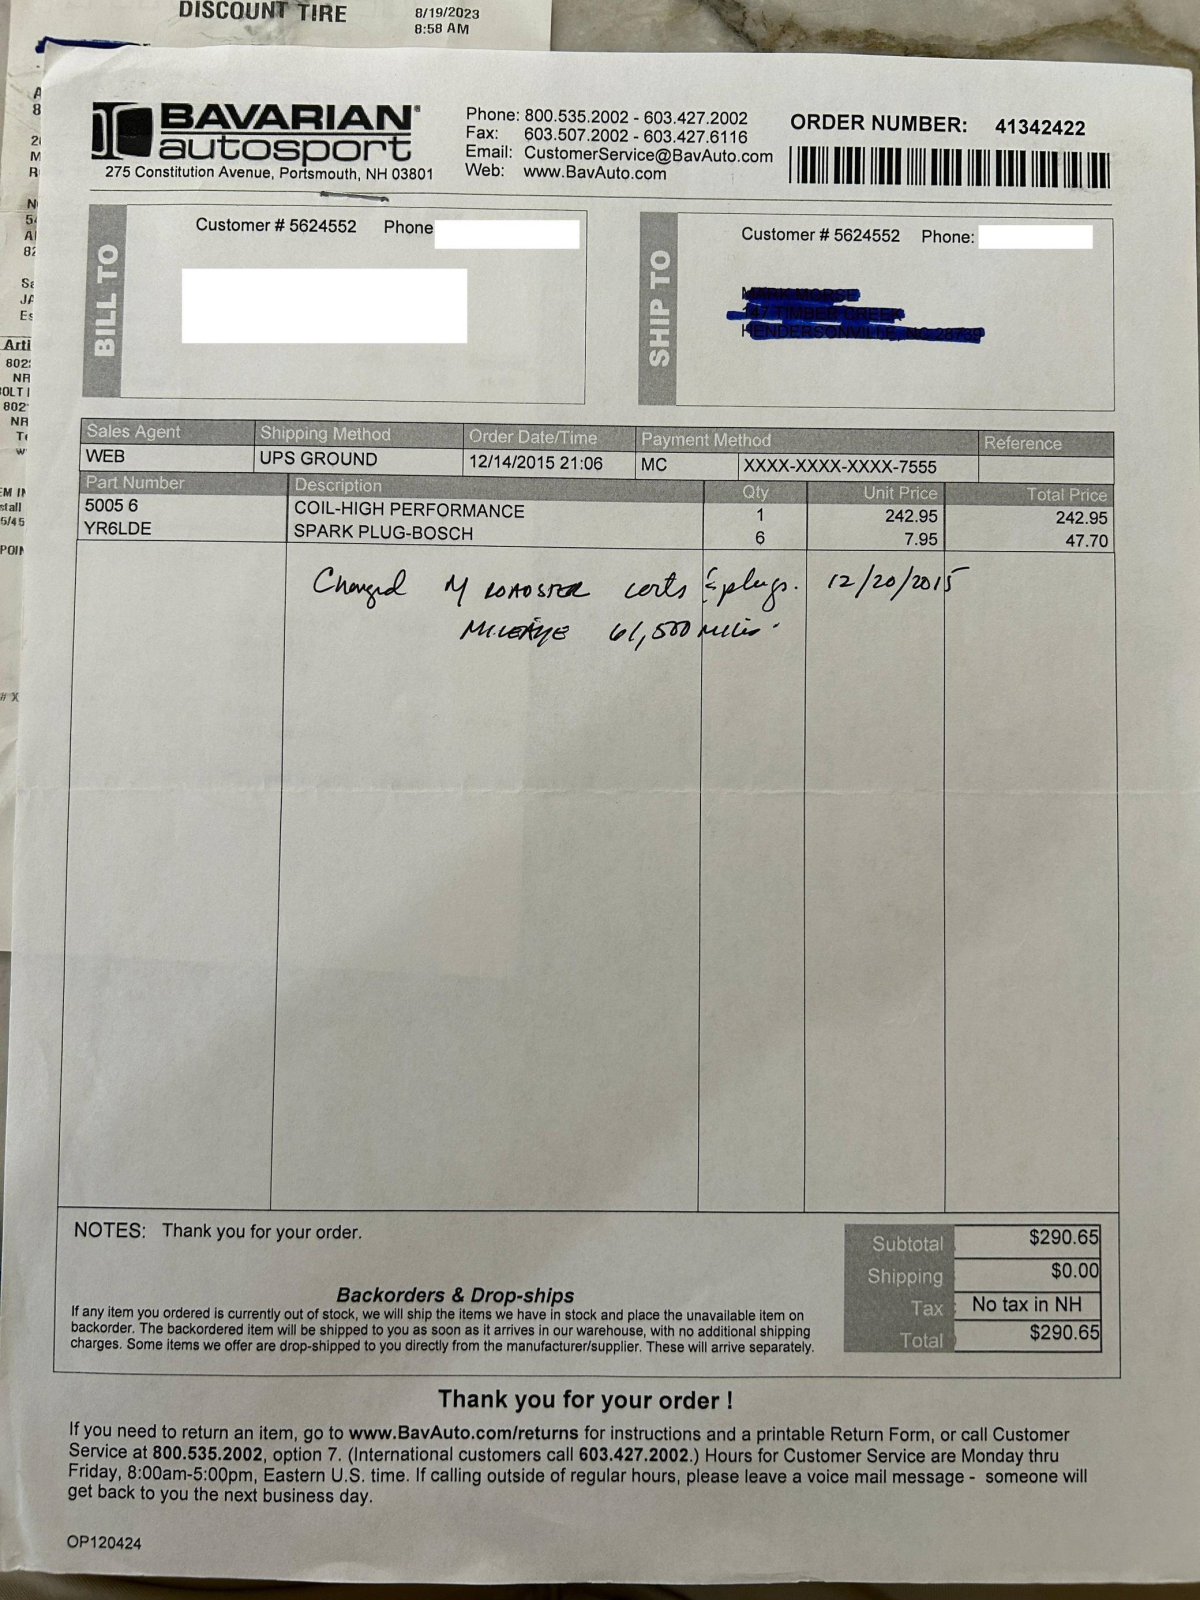 DISCOUNT TIRE
8/19/2023
8:58 AM
BAVARIAN
autosport
275 Constitution Avenue, Portsmouth, NH 03801
Phone: 800.535.2002 - 603.427.2002
Fax: 603.507.2002 - 603.427.6116
Email: CustomerService@BavAuto.com
Web: www.BavAuto.com
ORDER NUMBER: 41342422
BILL TO
Customer # 5624552 Phone
SHIP TO
Customer # 5624552 Phone:
Sales Agent Shipping Method Order Date/Time Payment Method Reference
WEB UPS GROUND 12/14/2015 21:06 MC XXXX-XXXX-XXXX-7555
Part Number Description Qty Unit Price Total Price
5005 6 COIL-HIGH PERFORMANCE 1 242.95 242.95
YR6LDE SPARK PLUG-BOSCH 6 7.95 47.70
Changed M ROADSTER & plugs. 12/20/2015
MILEAGE 61,500 Miles.
NOTES: Thank you for your order.
Backorders & Drop-ships
If any item you ordered is currently out of stock, we will ship the items we have in stock and place the unavailable item on
backorder. The backordered item will be shipped to you as soon as it arrives in our warehouse, with no additional shipping
charges. Some items we offer are drop-shipped to you directly from the manufacturer/supplier. These will arrive separately.
Subtotal $290.65
Shipping $0.00
Tax No tax in NH
Total $290.65
Thank you for your order !
If you need to return an item, go to www.BavAuto.com/returns for instructions and a printable Return Form, or call Customer
Service at 800.535.2002, option 7. (International customers call 603.427.2002.) Hours for Customer Service are Monday thru
Friday, 8:00am-5:00pm, Eastern U.S. time. If calling outside of regular hours, please leave a voice mail message - someone will
get back to you the next business day.
OP120424